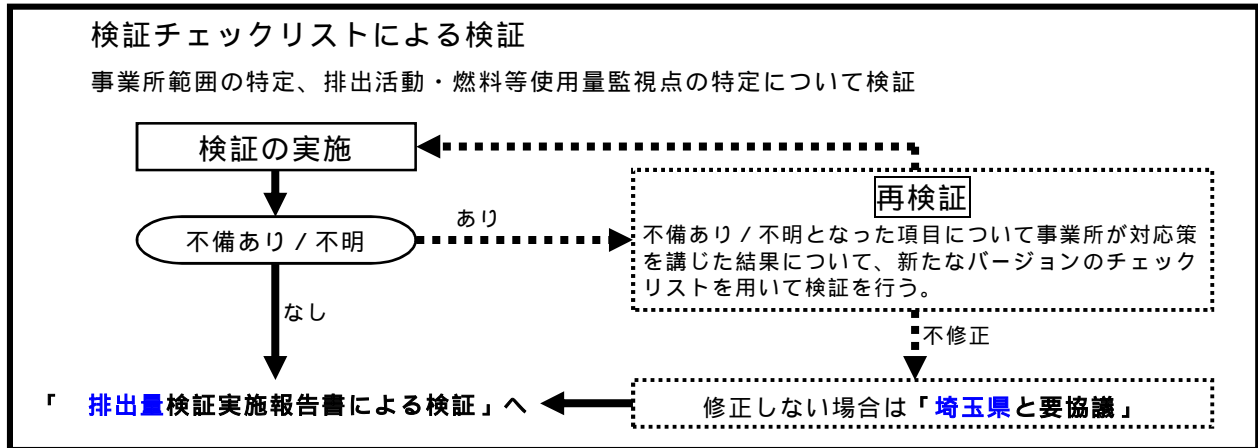 検証チェックリストによる検証
事業所範囲の特定、排出活動・燃料等使用量監視点の特定について検証
検証の実施
不備あり/不明
あり
なし
再検証
不備あり/不明となった項目について事業所が対応策
を講じた結果について、新たなバージョンのチェック
リストを用いて検証を行う。
不修正
「 排出量検証実施報告書による検証」へ
修正しない場合は「埼玉県と要協議」